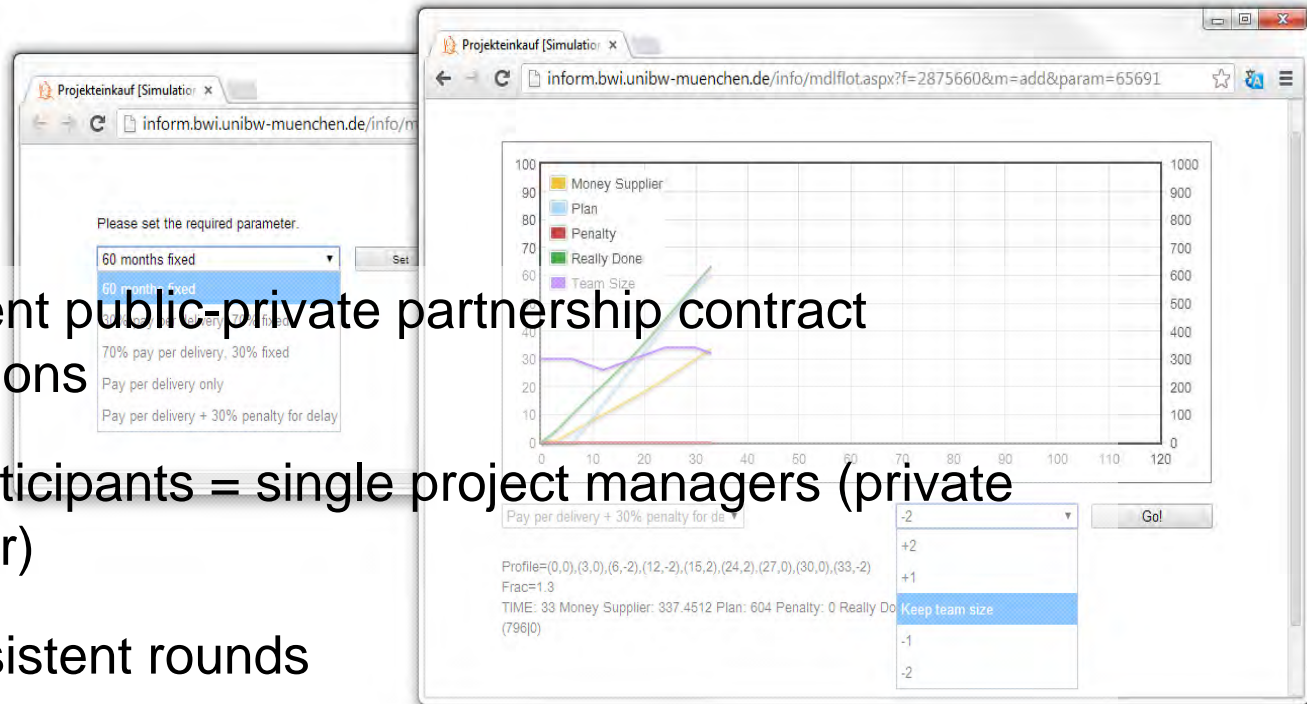 Projekteinkauf [Simulation
inform.bwi.unibw-muenchen.de/info/m
Please set the required parameter.
60 months fixed
Set
60 months fixed
30% pay per delivery, 70% fixed
70% pay per delivery, 30% fixed
Pay per delivery only
Pay per delivery + 30% penalty for delay
Projekteinkauf [Simulation
inform.bwi.unibw-muenchen.de/info/mdlflot.aspx?f=2875660&m=add&param=65691
100
90
80
70
60
50
40
30
20
10
0
Money Supplier
Plan
Penalty
Really Done
Team Size
1000
900
800
700
600
500
400
300
200
100
0
0 10 20 30 40 50 60 70 80 90 100 110 120
Pay per delivery + 30% penalty for de
-2
Go!
+2
+1
Keep team size
-1
-2
Profile=(0,0),(3,0),(6,-2),(12,-2),(15,2),(24,2),(27,0),(30,0),(33,-2)
Frac=1.3
TIME: 33 Money Supplier: 337.4512 Plan: 604 Penalty: 0 Really Do
(796|0)
ent public-private partnership contract
ons
ticipants = single project managers (private
r)
sistent rounds